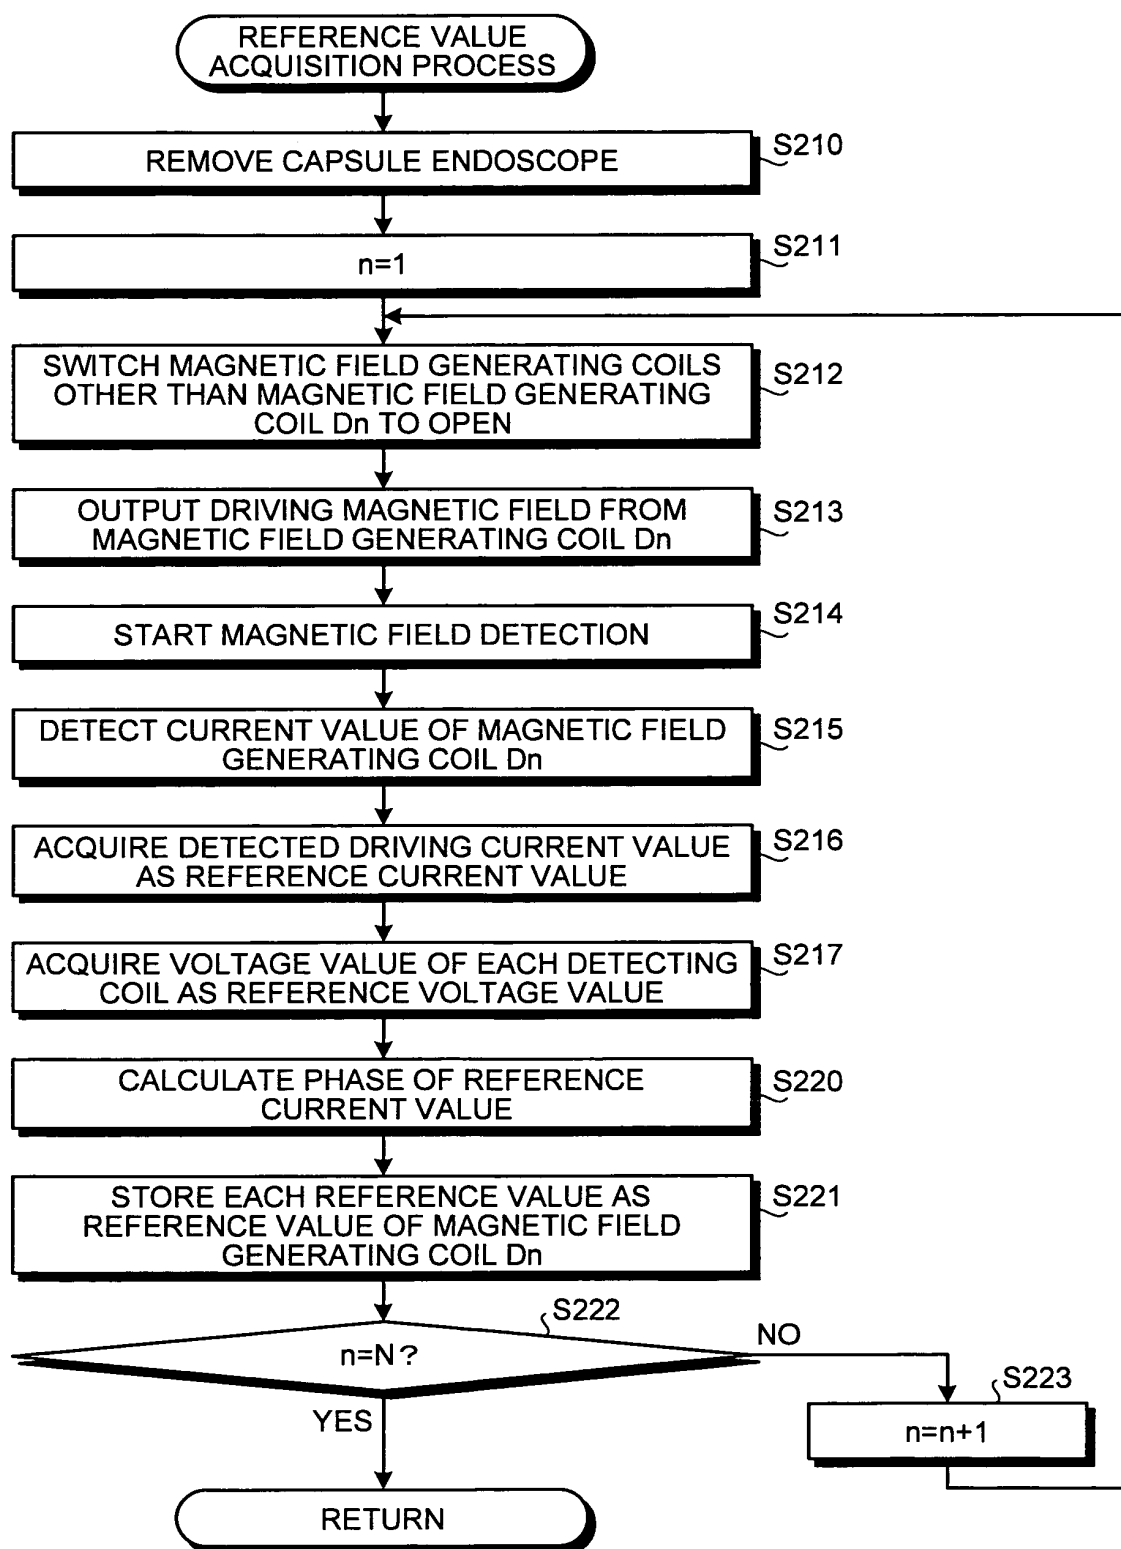 REFERENCE VALUE
ACQUISITION PROCESS
S210
REMOVE CAPSULE ENDOSCOPE
S211
n=1
S212
SWITCH MAGNETIC FIELD GENERATING COILS
OTHER THAN MAGNETIC FIELD GENERATING
COIL Dn TO OPEN
S213
OUTPUT DRIVING MAGNETIC FIELD FROM
MAGNETIC FIELD GENERATING COIL Dn
S214
START MAGNETIC FIELD DETECTION
S215
DETECT CURRENT VALUE OF MAGNETIC FIELD
GENERATING COIL Dn
S216
ACQUIRE DETECTED DRIVING CURRENT VALUE
AS REFERENCE CURRENT VALUE
S217
ACQUIRE VOLTAGE VALUE OF EACH DETECTING
COIL AS REFERENCE VOLTAGE VALUE
S220
CALCULATE PHASE OF REFERENCE
CURRENT VALUE
S221
STORE EACH REFERENCE VALUE AS
REFERENCE VALUE OF MAGNETIC FIELD
GENERATING COIL Dn
S222
n=N?
NO
S223
n=n+1
YES
RETURN